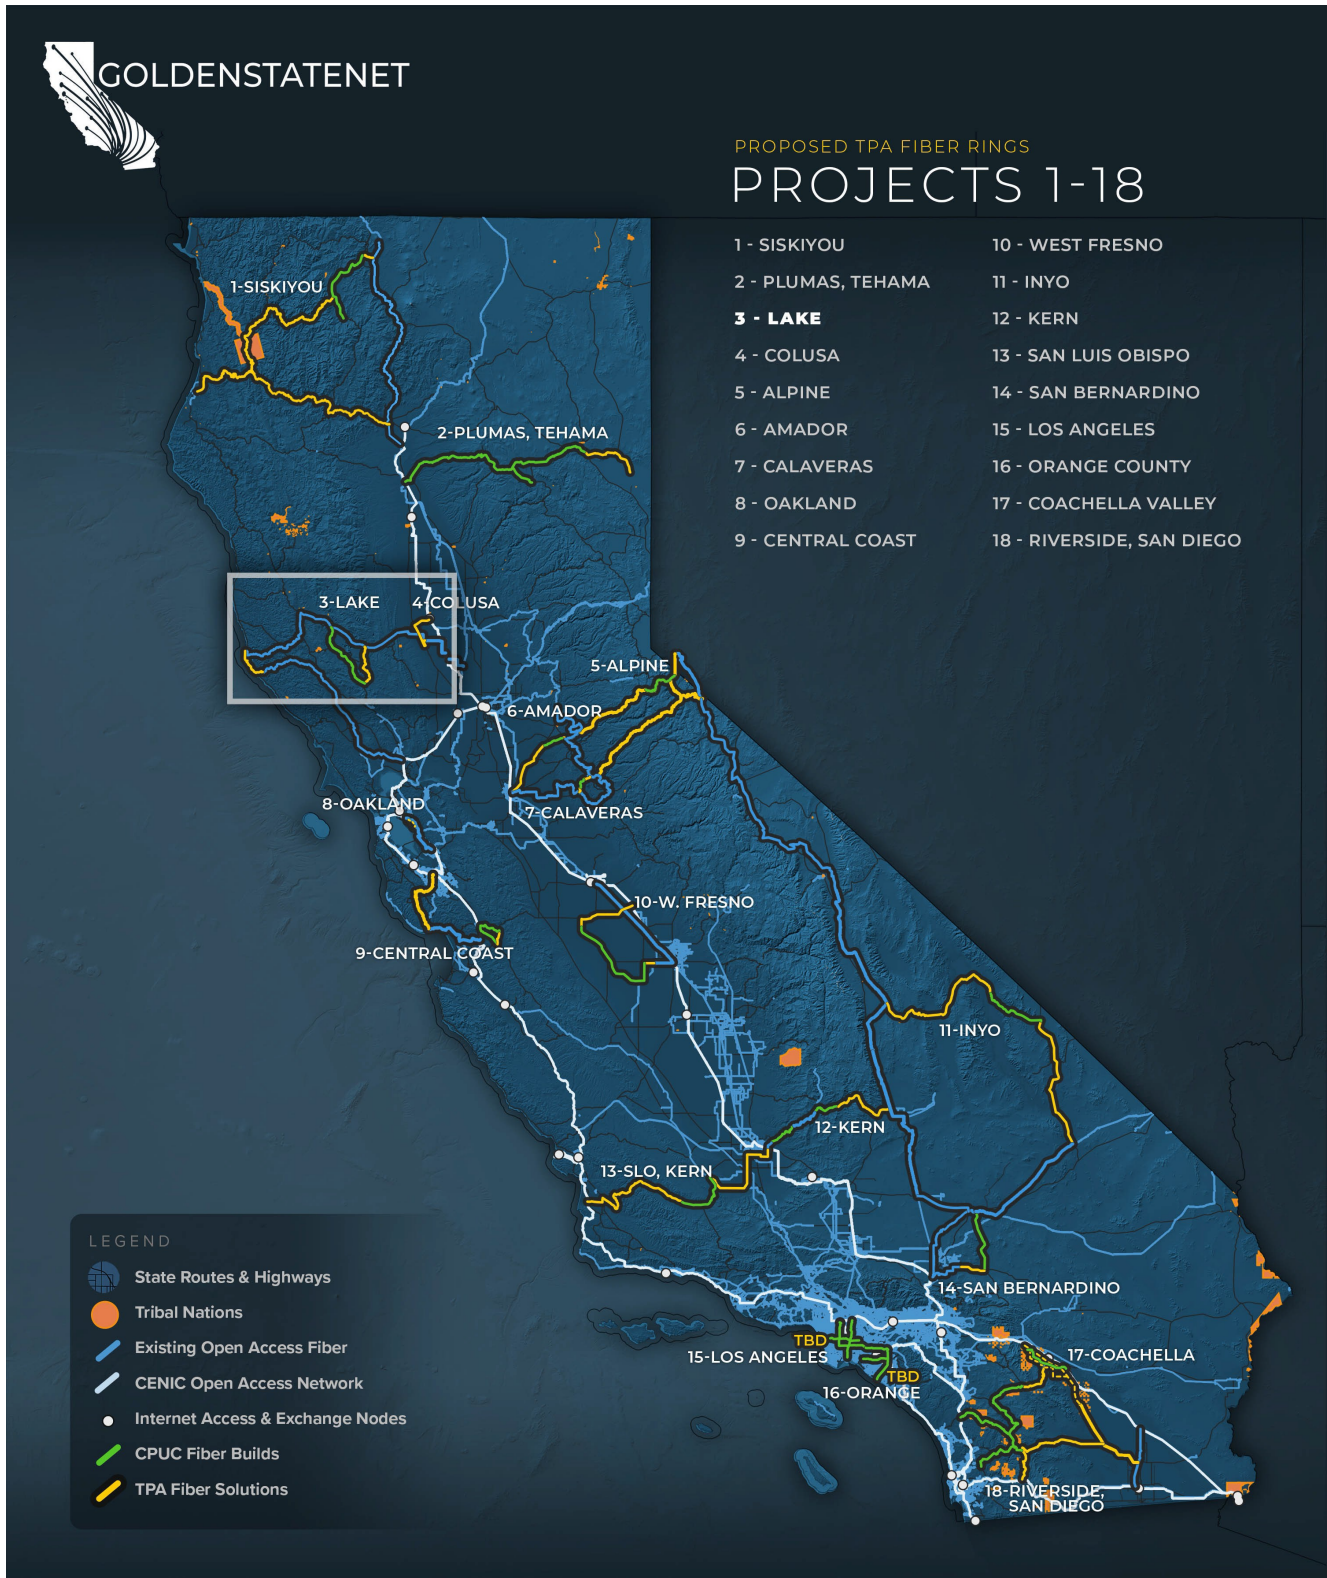 GOLDENSTATENET
PROPOSED TPA FIBER RINGS
PROJECTS 1-18
1 - SISKIYOU
2 - PLUMAS, TEHAMA
3 - LAKE
4 - COLUSA
5 - ALPINE
6 - AMADOR
7 - CALAVERAS
8 - OAKLAND
9 - CENTRAL COAST
10 - WEST FRESNO
11 - INYO
12 - KERN
13 - SAN LUIS OBISPO
14 - SAN BERNARDINO
15 - LOS ANGELES
16 - ORANGE COUNTY
17 - COACHELLA VALLEY
18 - RIVERSIDE, SAN DIEGO
1-SISKIYOU
2-PLUMAS, TEHAMA
3-LAKE
4-COLUSA
5-ALPINE
6-AMADOR
8-OAKLAND
7-CALAVERAS
10-W. FRESNO
9-CENTRAL COAST
11-INYO
12-KERN
13-SLO, KERN
14-SAN BERNARDINO
TBD
15-LOS ANGELES
17-COACHELLA
TBD
16-ORANGE
18-RIVERSIDE,
SAN DIEGO
LEGEND
State Routes & Highways
Tribal Nations
Existing Open Access Fiber
CENIC Open Access Network
Internet Access & Exchange Nodes
CPUC Fiber Builds
TPA Fiber Solutions